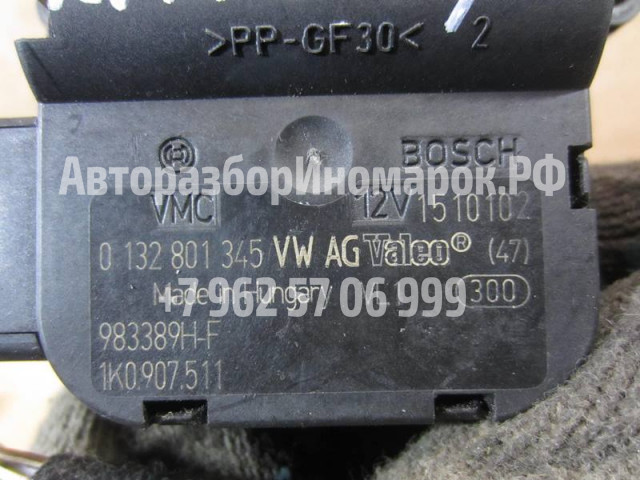 >PP-GF30< 2
BOSCH
АвторазборИномарок.РФ
VMC 12V 1510102
0 132 801 345 VW AG Valeo® (47)
+7 962 57 06 999
Made in Hungary 300
983389H-F
1K0.907.511